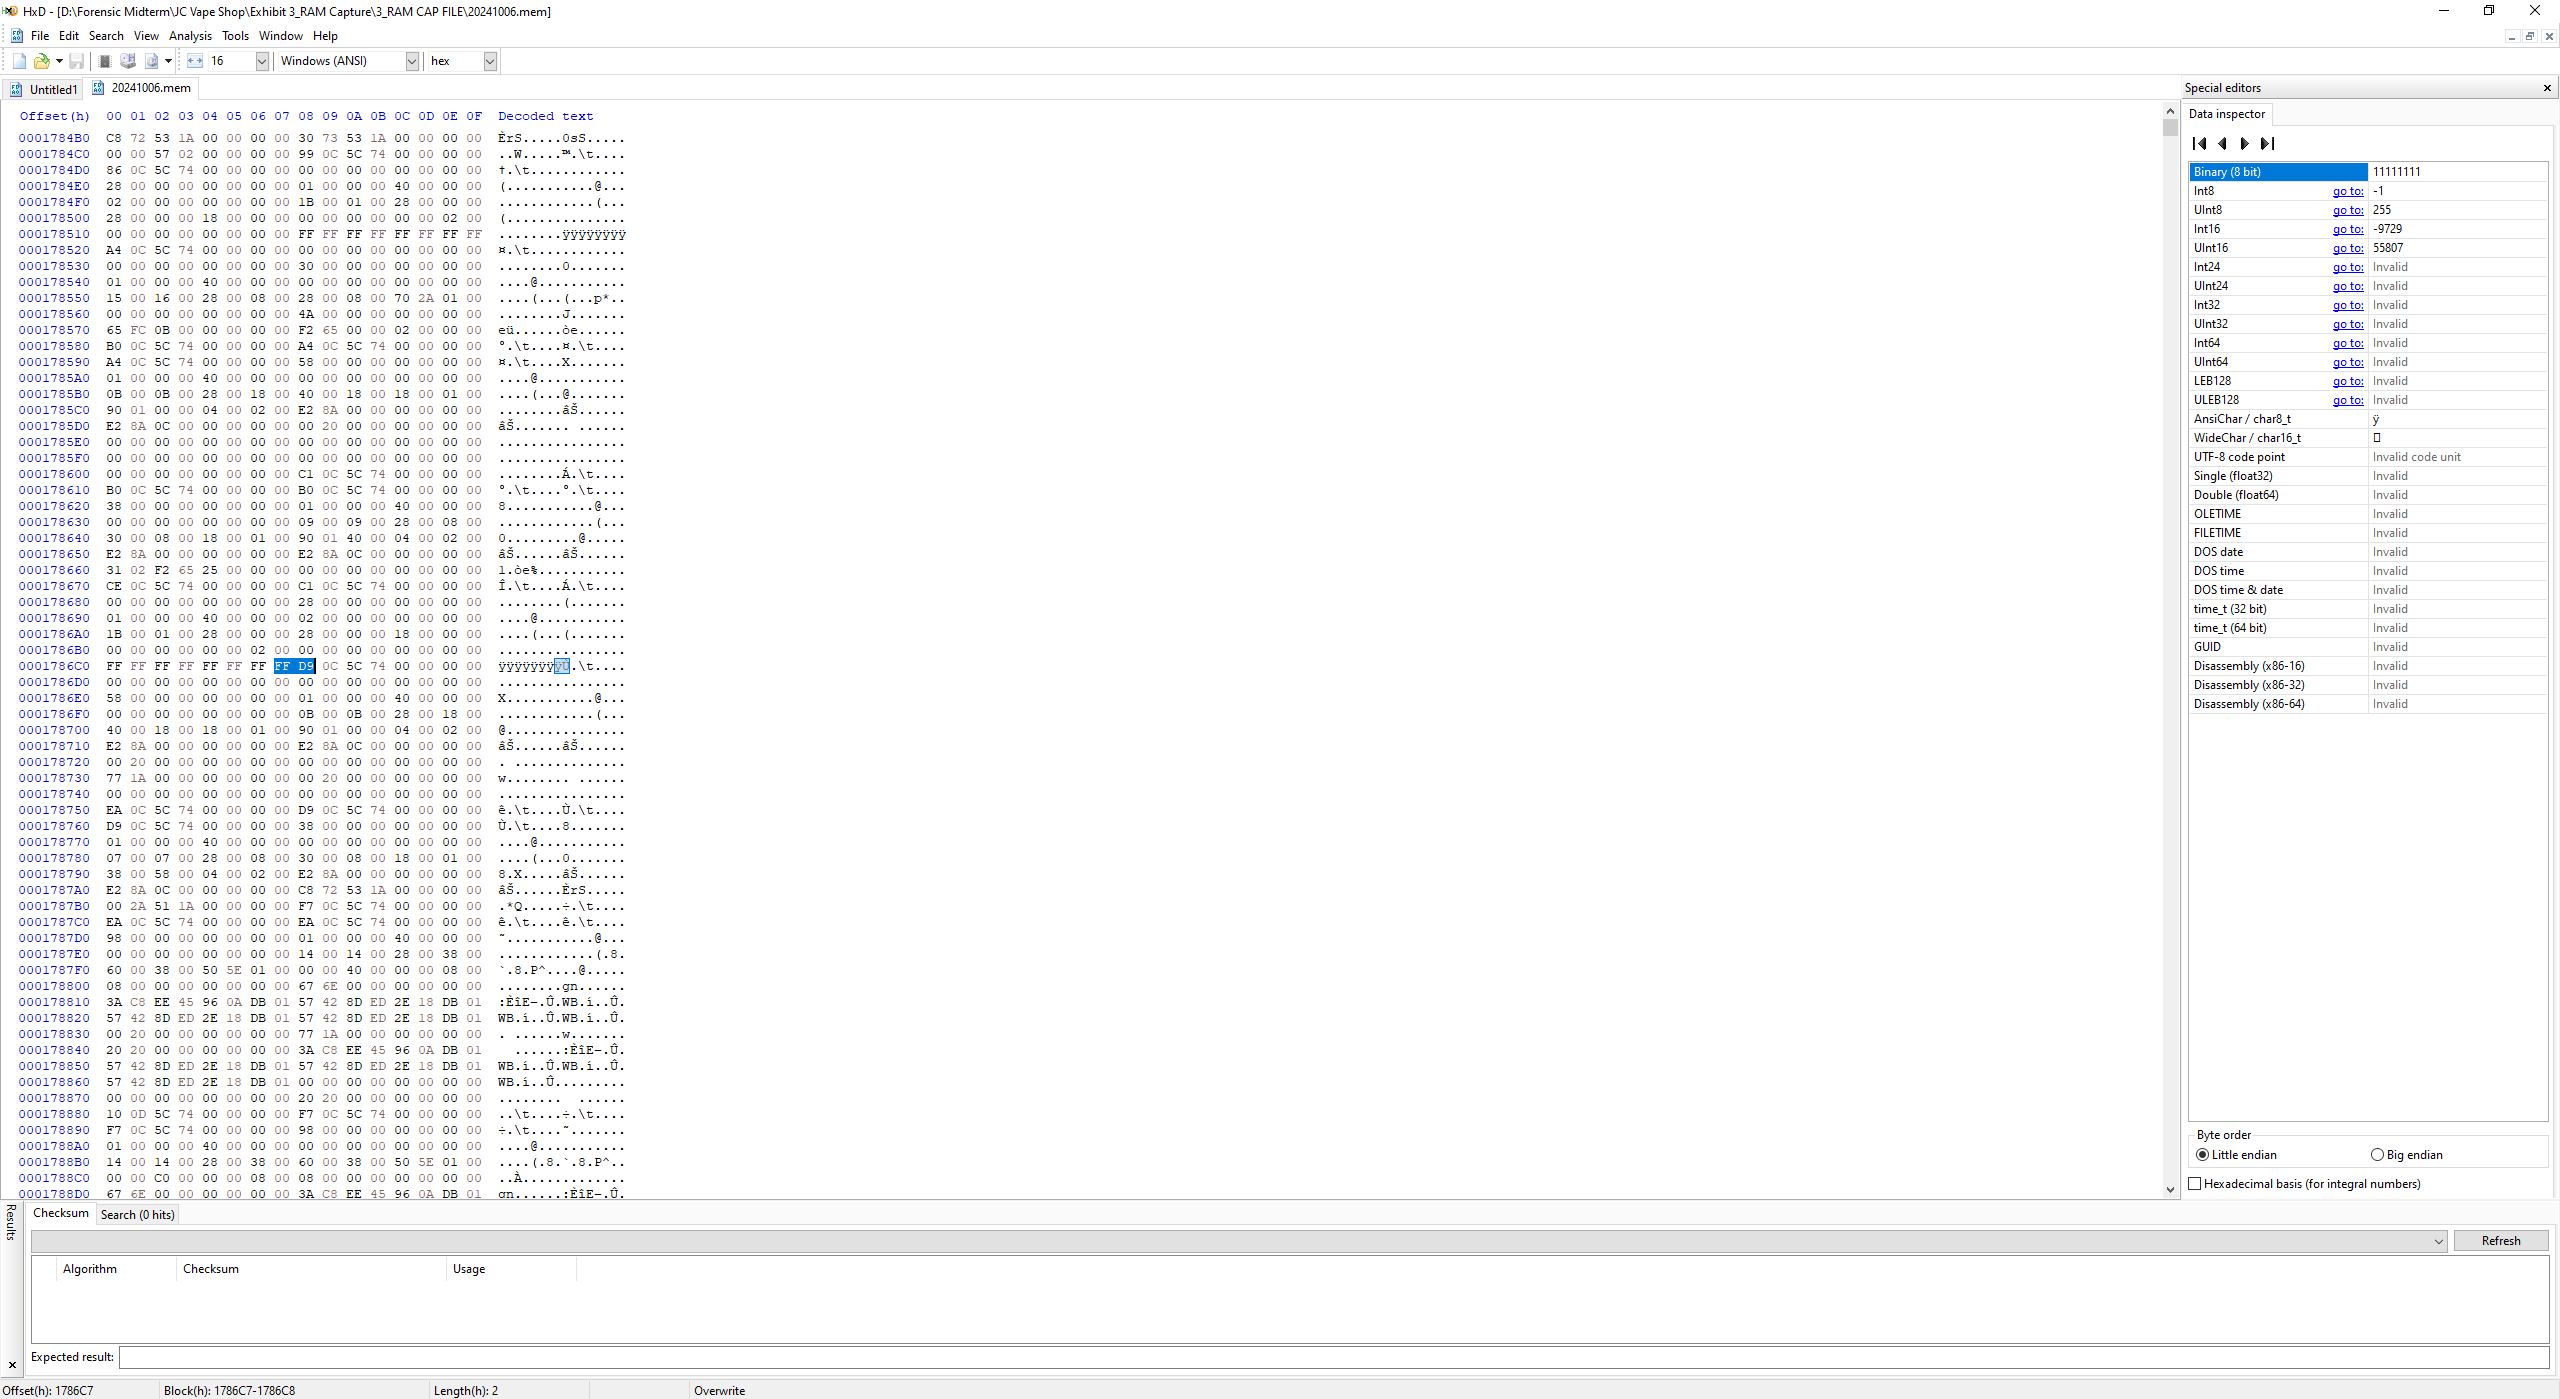 HxD - [D:\Forensic Midterm\JC Vape Shop\Exhibit 3_RAM Capture\3_RAM CAP FILE\20241006.mem]
File Edit Search View Analysis Tools Window Help
16 Windows (ANSI) hex
Untitled1 20241006.mem
Offset(h) 00 01 02 03 04 05 06 07 08 09 0A 0B 0C 0D 0E 0F Decoded text
0001784B0 C8 72 53 1A 00 00 00 00 30 73 53 1A 00 00 00 00 ÈrS.....0sS.....
0001784C0 00 00 57 02 00 00 00 00 99 0C 5C 74 00 00 00 00 ..W.....™.\t....
0001784D0 86 0C 5C 74 00 00 00 00 00 00 00 00 00 00 00 00 †.\t............
0001784E0 28 00 00 00 00 00 00 00 01 00 00 00 40 00 00 00 (...........@...
0001784F0 02 00 00 00 00 00 00 00 1B 00 01 00 28 00 00 00 ............(...
000178500 28 00 00 00 18 00 00 00 00 00 00 00 00 00 02 00 (...............
000178510 00 00 00 00 00 00 00 00 FF FF FF FF FF FF FF FF ........ÿÿÿÿÿÿÿÿ
000178520 A4 0C 5C 74 00 00 00 00 00 00 00 00 00 00 00 00 ¤.\t............
000178530 00 00 00 00 00 00 00 00 30 00 00 00 00 00 00 00 ........0.......
000178540 01 00 00 00 40 00 00 00 00 00 00 00 00 00 00 00 ....@...........
000178550 15 00 16 00 28 00 08 00 28 00 08 00 70 2A 01 00 ....(...(...p*..
000178560 00 00 00 00 00 00 00 00 4A 00 00 00 00 00 00 00 ........J.......
000178570 65 FC 0B 00 00 00 00 00 F2 65 00 00 02 00 00 00 eü......òe......
000178580 B0 0C 5C 74 00 00 00 00 A4 0C 5C 74 00 00 00 00 °.\t....¤.\t....
000178590 A4 0C 5C 74 00 00 00 00 58 00 00 00 00 00 00 00 ¤.\t....X.......
0001785A0 01 00 00 00 40 00 00 00 00 00 00 00 00 00 00 00 ....@...........
0001785B0 0B 00 0B 00 28 00 18 00 40 00 18 00 18 00 01 00 ....(...@.......
0001785C0 90 01 00 00 04 00 02 00 E2 8A 00 00 00 00 00 00 ........âŠ......
0001785D0 E2 8A 0C 00 00 00 00 00 00 20 00 00 00 00 00 00 âŠ....... ......
0001785E0 00 00 00 00 00 00 00 00 00 00 00 00 00 00 00 00 ................
0001785F0 00 00 00 00 00 00 00 00 00 00 00 00 00 00 00 00 ................
000178600 00 00 00 00 00 00 00 00 C1 0C 5C 74 00 00 00 00 ........Á.\t....
000178610 B0 0C 5C 74 00 00 00 00 B0 0C 5C 74 00 00 00 00 °.\t....°.\t....
000178620 38 00 00 00 00 00 00 00 01 00 00 00 40 00 00 00 8...........@...
000178630 00 00 00 00 00 00 00 00 09 00 09 00 28 00 08 00 ............(...
000178640 30 00 08 00 18 00 01 00 90 01 40 00 04 00 02 00 0.........@.....
000178650 E2 8A 00 00 00 00 00 00 E2 8A 0C 00 00 00 00 00 âŠ......âŠ......
000178660 31 02 F2 65 25 00 00 00 00 00 00 00 00 00 00 00 1.òe%...........
000178670 CE 0C 5C 74 00 00 00 00 C1 0C 5C 74 00 00 00 00 Î.\t....Á.\t....
000178680 00 00 00 00 00 00 00 00 28 00 00 00 00 00 00 00 ........(.......
000178690 01 00 00 00 40 00 00 00 02 00 00 00 00 00 00 00 ....@...........
0001786A0 1B 00 01 00 28 00 00 00 28 00 00 00 18 00 00 00 ....(...(.......
0001786B0 00 00 00 00 00 00 02 00 00 00 00 00 00 00 00 00 ................
0001786C0 FF FF FF FF FF FF FF FF D9 0C 5C 74 00 00 00 00 ÿÿÿÿÿÿÿÿÙ.\t....
0001786D0 00 00 00 00 00 00 00 00 00 00 00 00 00 00 00 00 ................
0001786E0 58 00 00 00 00 00 00 00 01 00 00 00 40 00 00 00 X...........@...
0001786F0 00 00 00 00 00 00 00 00 0B 00 0B 00 28 00 18 00 ............(...
000178700 40 00 18 00 18 00 01 00 90 01 00 00 04 00 02 00 @...............
000178710 E2 8A 00 00 00 00 00 00 E2 8A 0C 00 00 00 00 00 âŠ......âŠ......
000178720 00 20 00 00 00 00 00 00 00 00 00 00 00 00 00 00 . ..............
000178730 77 1A 00 00 00 00 00 00 00 20 00 00 00 00 00 00 w........ ......
000178740 00 00 00 00 00 00 00 00 00 00 00 00 00 00 00 00 ................
000178750 EA 0C 5C 74 00 00 00 00 D9 0C 5C 74 00 00 00 00 ê.\t....Ù.\t....
000178760 D9 0C 5C 74 00 00 00 00 38 00 00 00 00 00 00 00 Ù.\t....8.......
000178770 01 00 00 00 40 00 00 00 00 00 00 00 00 00 00 00 ....@...........
000178780 07 00 07 00 28 00 08 00 30 00 08 00 18 00 01 00 ....(...0.......
000178790 38 00 58 00 04 00 02 00 E2 8A 00 00 00 00 00 00 8.X.....âŠ......
0001787A0 E2 8A 0C 00 00 00 00 00 C8 72 53 1A 00 00 00 00 âŠ......ÈrS.....
0001787B0 00 2A 51 1A 00 00 00 00 F7 0C 5C 74 00 00 00 00 .*Q.....÷.\t....
0001787C0 EA 0C 5C 74 00 00 00 00 EA 0C 5C 74 00 00 00 00 ê.\t....ê.\t....
0001787D0 98 00 00 00 00 00 00 00 01 00 00 00 40 00 00 00 ˜...........@...
0001787E0 00 00 00 00 00 00 00 00 14 00 14 00 28 00 38 00 ............(.8.
0001787F0 60 00 38 00 50 5E 01 00 00 00 40 00 00 00 08 00 `.8.P^....@.....
000178800 08 00 00 00 00 00 00 00 67 6E 00 00 00 00 00 00 ........gn......
000178810 3A C8 EE 45 96 0A DB 01 57 42 8D ED 2E 18 DB 01 :ÈîE–.Û.WB.í..Û.
000178820 57 42 8D ED 2E 18 DB 01 57 42 8D ED 2E 18 DB 01 WB.í..Û.WB.í..Û.
000178830 00 20 00 00 00 00 00 00 77 1A 00 00 00 00 00 00 . ......w.......
000178840 20 20 00 00 00 00 00 00 3A C8 EE 45 96 0A DB 01 ......:ÈîE–.Û.
000178850 57 42 8D ED 2E 18 DB 01 57 42 8D ED 2E 18 DB 01 WB.í..Û.WB.í..Û.
000178860 57 42 8D ED 2E 18 DB 01 00 00 00 00 00 00 00 00 WB.í..Û.........
000178870 00 00 00 00 00 00 00 00 20 20 00 00 00 00 00 00 ........  ......
000178880 10 0D 5C 74 00 00 00 00 F7 0C 5C 74 00 00 00 00 ..\t....÷.\t....
000178890 F7 0C 5C 74 00 00 00 00 98 00 00 00 00 00 00 00 ÷.\t....˜.......
0001788A0 01 00 00 00 40 00 00 00 00 00 00 00 00 00 00 00 ....@...........
0001788B0 14 00 14 00 28 00 38 00 60 00 38 00 50 5E 01 00 ....(.8.`.8.P^..
0001788C0 00 00 C0 00 00 00 08 00 08 00 00 00 00 00 00 00 ..À.............
0001788D0 67 6E 00 00 00 00 00 00 3A C8 EE 45 96 0A DB 01 gn......:ÈîE–.Û.
Special editors
Data inspector
Binary (8 bit) 11111111
Int8 go to: -1
UInt8 go to: 255
Int16 go to: -9729
UInt16 go to: 55807
Int24 go to: Invalid
UInt24 go to: Invalid
Int32 go to: Invalid
UInt32 go to: Invalid
Int64 go to: Invalid
UInt64 go to: Invalid
LEB128 go to: Invalid
ULEB128 go to: Invalid
AnsiChar / char8_t ÿ
WideChar / char16_t
UTF-8 code point Invalid code unit
Single (float32) Invalid
Double (float64) Invalid
OLETIME Invalid
FILETIME Invalid
DOS date Invalid
DOS time Invalid
DOS time & date Invalid
time_t (32 bit) Invalid
time_t (64 bit) Invalid
GUID Invalid
Disassembly (x86-16) Invalid
Disassembly (x86-32) Invalid
Disassembly (x86-64) Invalid
Byte order
Little endian Big endian
Hexadecimal basis (for integral numbers)
Results
Checksum Search (0 hits)
Refresh
Algorithm Checksum Usage
Expected result:
Offset(h): 1786C7 Block(h): 1786C7-1786C8 Length(h): 2 Overwrite